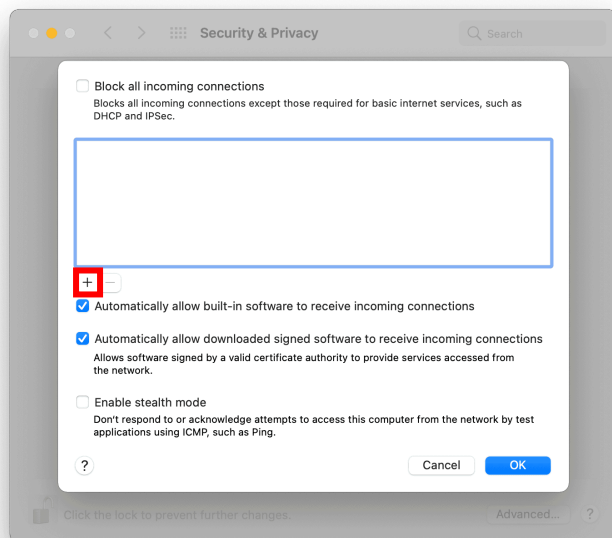 Security & Privacy
Search
Block all incoming connections
Blocks all incoming connections except those required for basic internet services, such as
DHCP and IPSec.
+ −
Automatically allow built-in software to receive incoming connections
Automatically allow downloaded signed software to receive incoming connections
Allows software signed by a valid certificate authority to provide services accessed from
the network.
Enable stealth mode
Don't respond to or acknowledge attempts to access this computer from the network by test
applications using ICMP, such as Ping.
? Cancel OK
Click the lock to prevent further changes. Advanced... ?